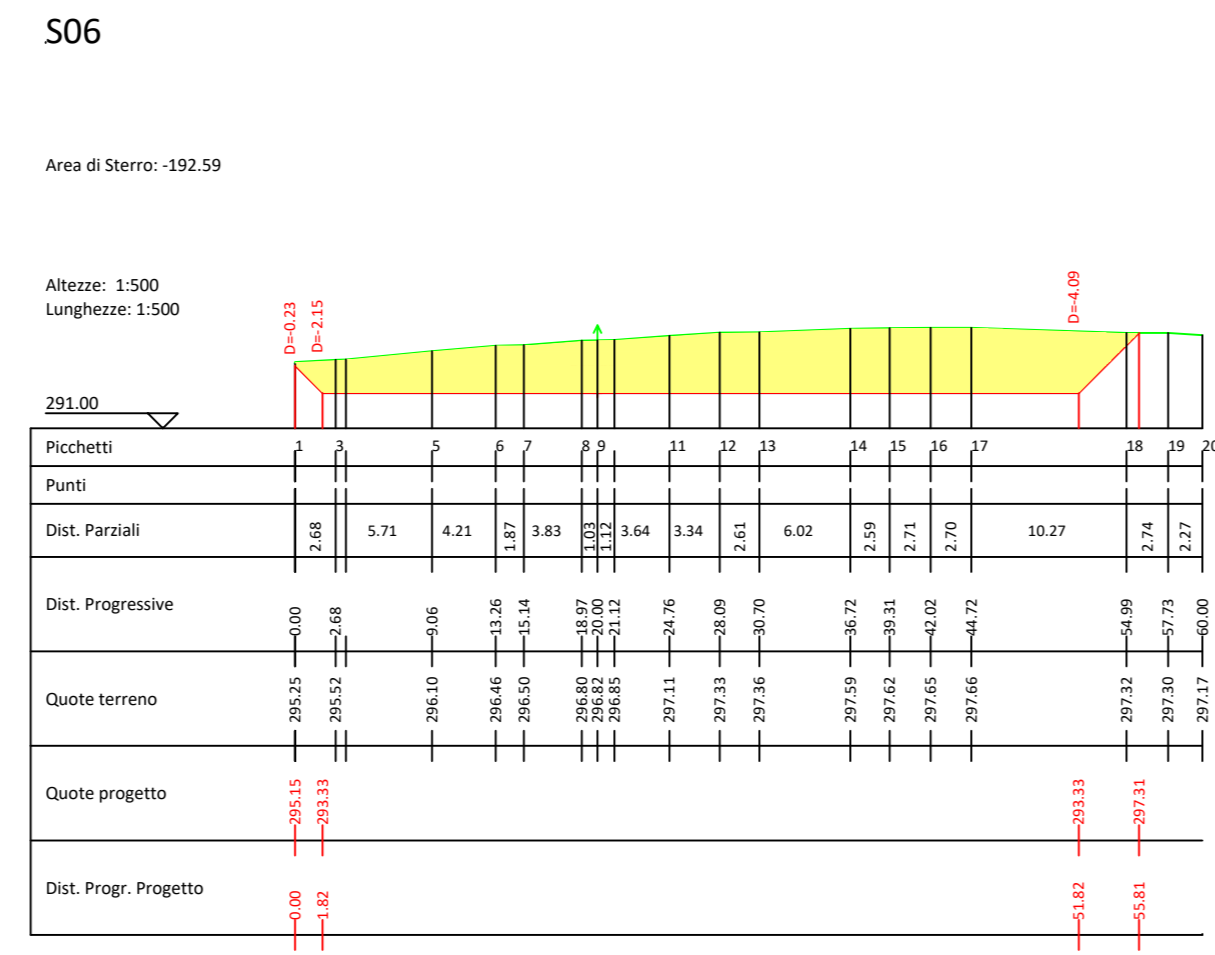 S06
Area di Sterro: -192.59
Altezze: 1:500
Lunghezze: 1:500
D=-0.23 D=-2.15 D=-4.09
291.00
Picchetti 1 3 5 6 7 8 9 11 12 13 14 15 16 17 18 19 20
Punti
Dist. Parziali 2.68 5.71 4.21 1.87 3.83 1.03 1.12 3.64 3.34 2.61 6.02 2.59 2.71 2.70 10.27 2.74 2.27
Dist. Progressive 0.00 2.68 9.06 13.26 15.14 18.97 20.00 21.12 24.76 28.09 30.70 36.72 39.31 42.02 44.72 54.99 57.73 60.00
Quote terreno 295.25 295.52 296.10 296.46 296.50 296.80 296.82 296.85 297.11 297.33 297.36 297.59 297.62 297.65 297.66 297.32 297.30 297.17
Quote progetto 295.15 293.33 293.33 297.31
Dist. Progr. Progetto 0.00 1.82 51.82 55.81